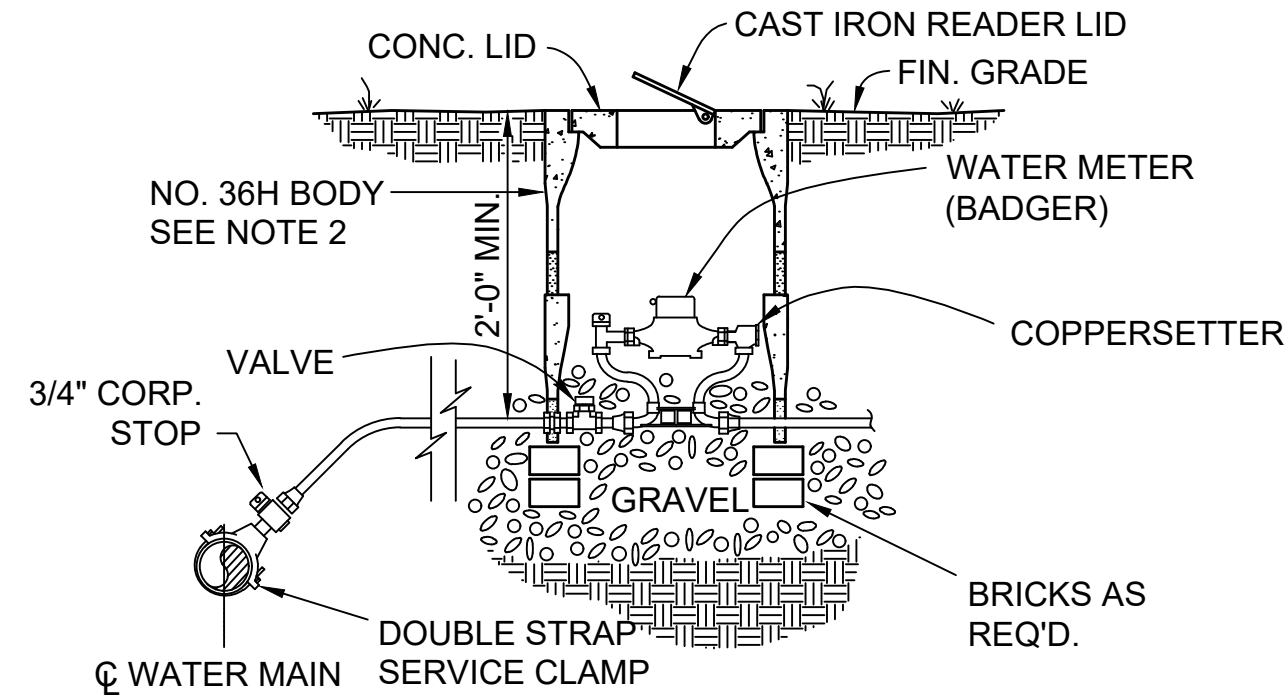 CAST IRON READER LID
CONC. LID
FIN. GRADE
WATER METER
(BADGER)
NO. 36H BODY
SEE NOTE 2
2'-0" MIN.
COPPERSETTER
VALVE
3/4" CORP.
STOP
GRAVEL
BRICKS AS
REQ'D.
DOUBLE STRAP
SERVICE CLAMP
℄ WATER MAIN